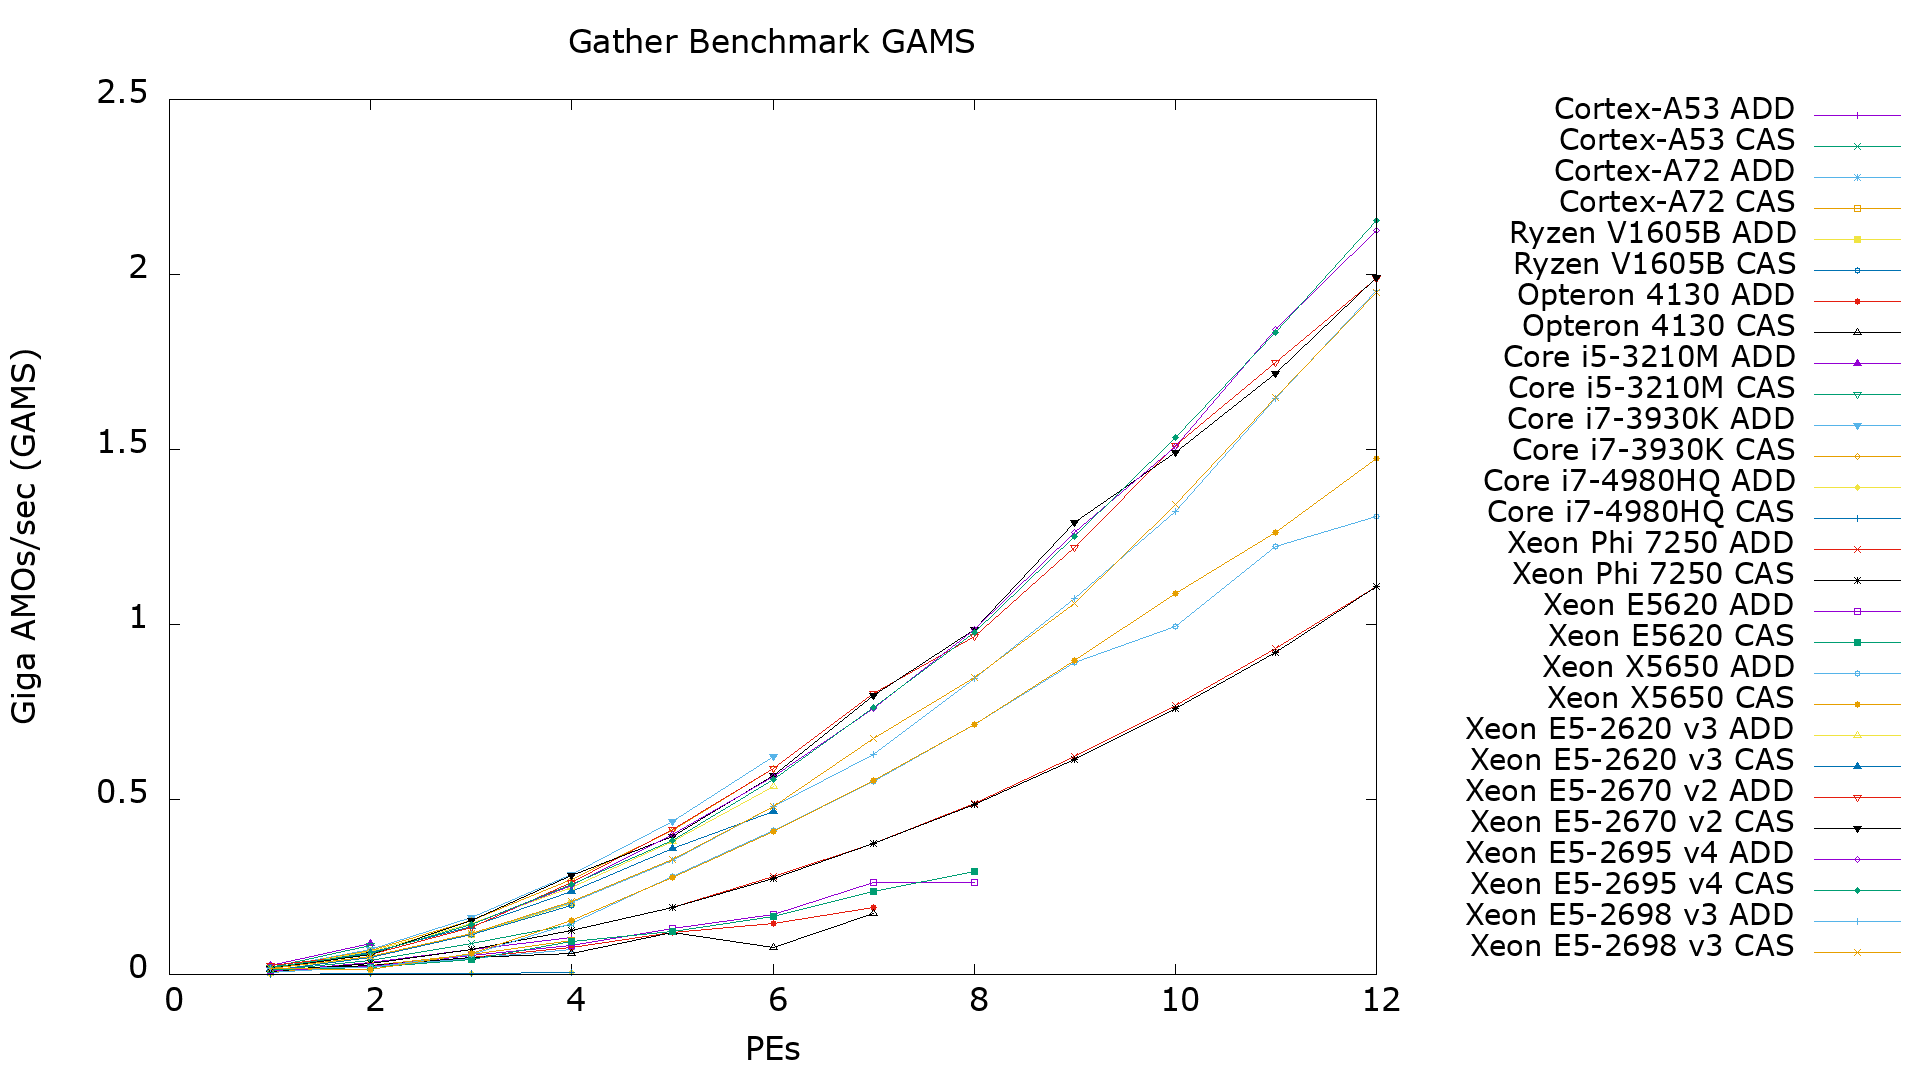 Gather Benchmark GAMS
Giga AMOs/sec (GAMS)
2.5
2
1.5
1
0.5
0
0 2 4 6 8 10 12
PEs
Cortex-A53 ADD
Cortex-A53 CAS
Cortex-A72 ADD
Cortex-A72 CAS
Ryzen V1605B ADD
Ryzen V1605B CAS
Opteron 4130 ADD
Opteron 4130 CAS
Core i5-3210M ADD
Core i5-3210M CAS
Core i7-3930K ADD
Core i7-3930K CAS
Core i7-4980HQ ADD
Core i7-4980HQ CAS
Xeon Phi 7250 ADD
Xeon Phi 7250 CAS
Xeon E5620 ADD
Xeon E5620 CAS
Xeon X5650 ADD
Xeon X5650 CAS
Xeon E5-2620 v3 ADD
Xeon E5-2620 v3 CAS
Xeon E5-2670 v2 ADD
Xeon E5-2670 v2 CAS
Xeon E5-2695 v4 ADD
Xeon E5-2695 v4 CAS
Xeon E5-2698 v3 ADD
Xeon E5-2698 v3 CAS